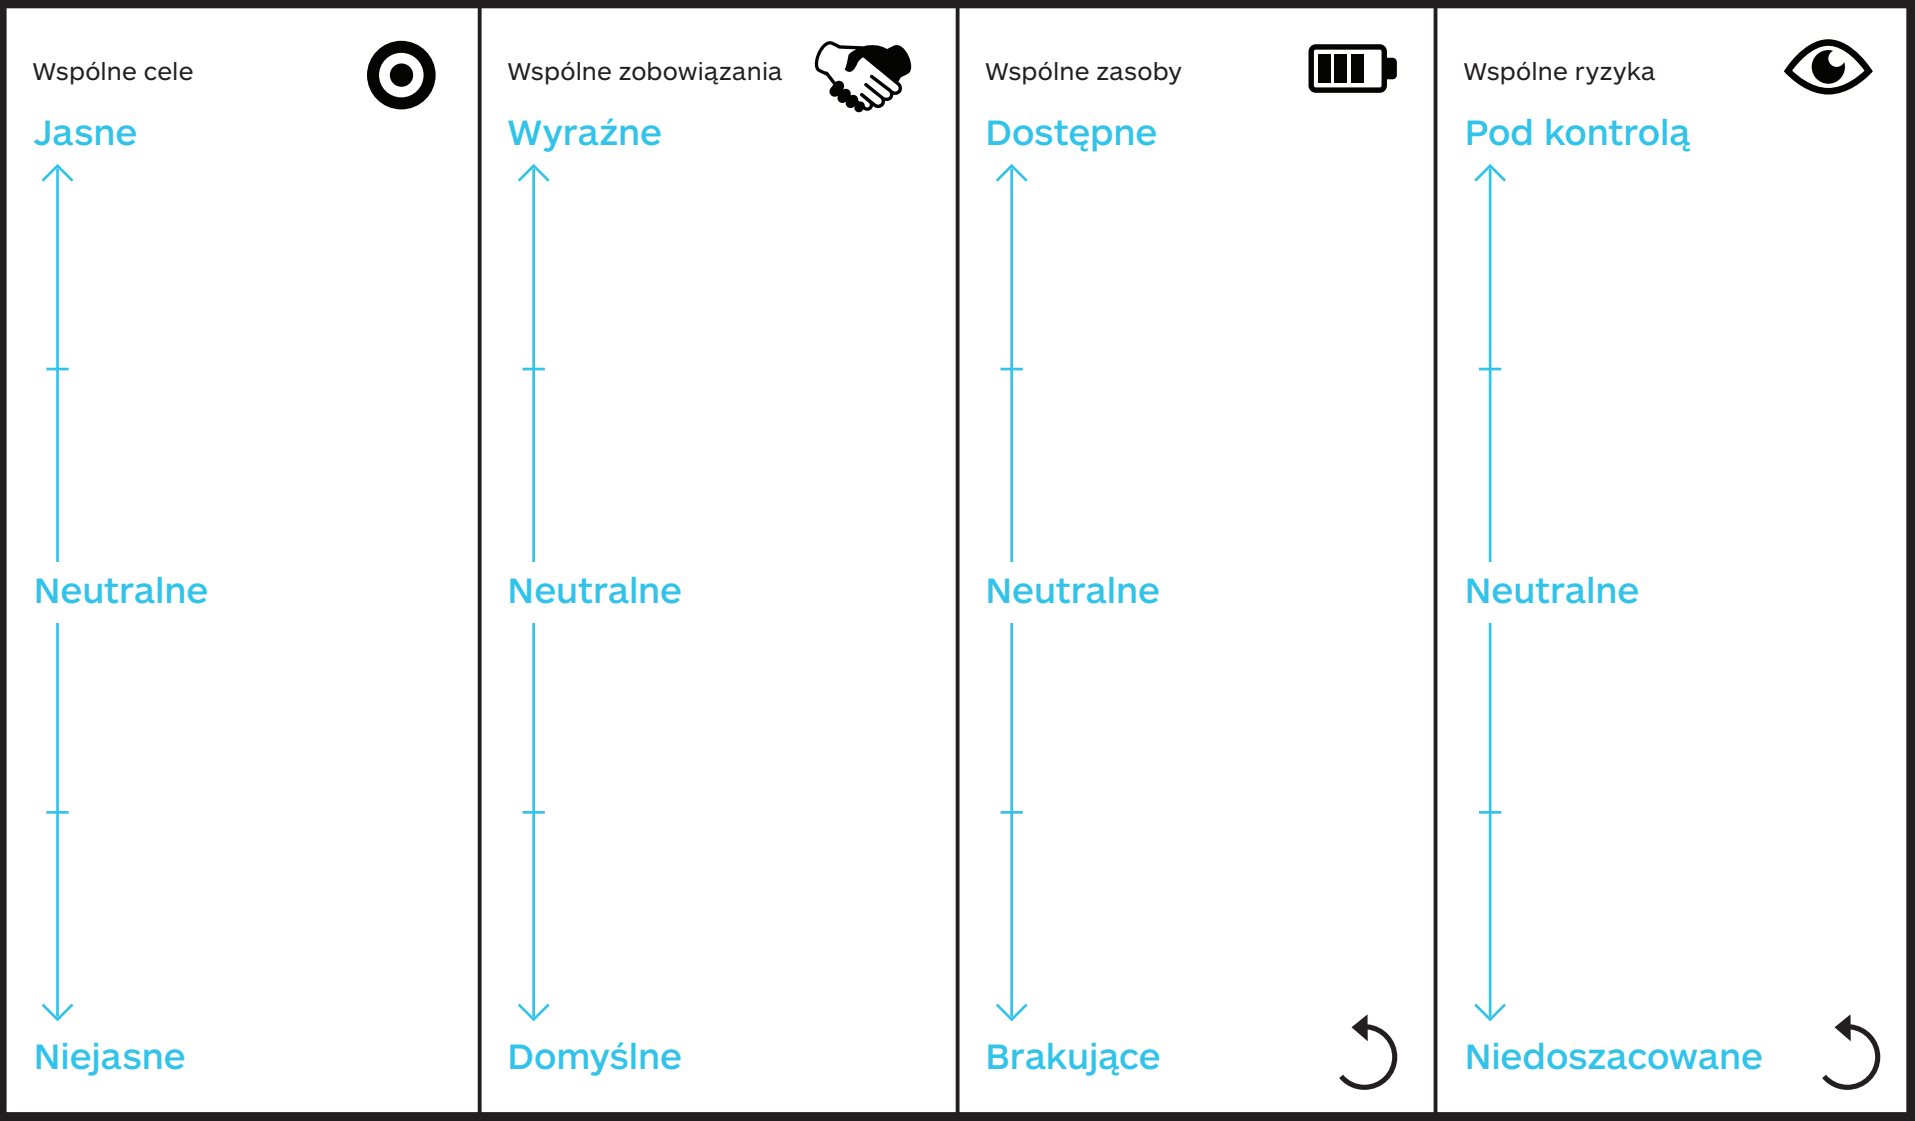 Wspólne cele
Jasne
Neutralne
Niejasne
Wspólne zobowiązania
Wyraźne
Neutralne
Domyślne
Wspólne zasoby
Dostępne
Neutralne
Brakujące
Wspólne ryzyka
Pod kontrolą
Neutralne
Niedoszacowane